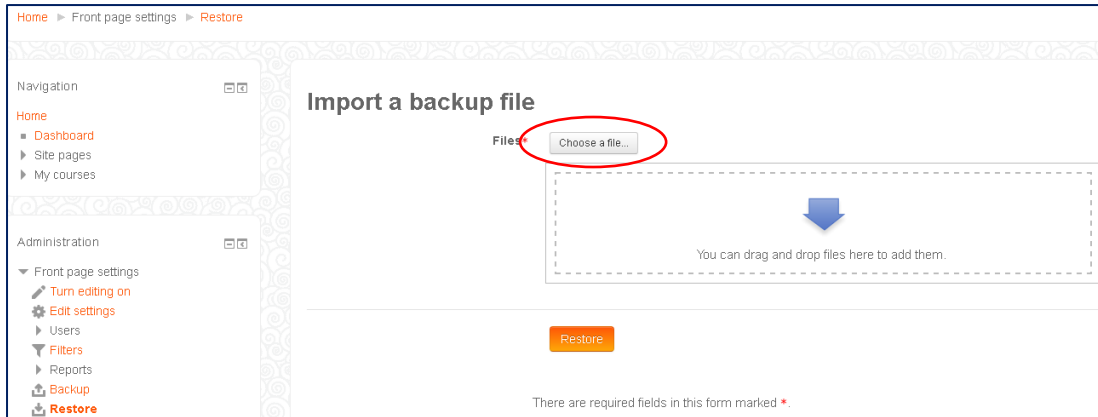 Home ► Front page settings ► Restore
Navigation
Home
Dashboard
Site pages
My courses
Administration
Front page settings
Turn editing on
Edit settings
Users
Filters
Reports
Backup
Restore
Import a backup file
Files*
Choose a file...
You can drag and drop files here to add them.
Restore
There are required fields in this form marked *.